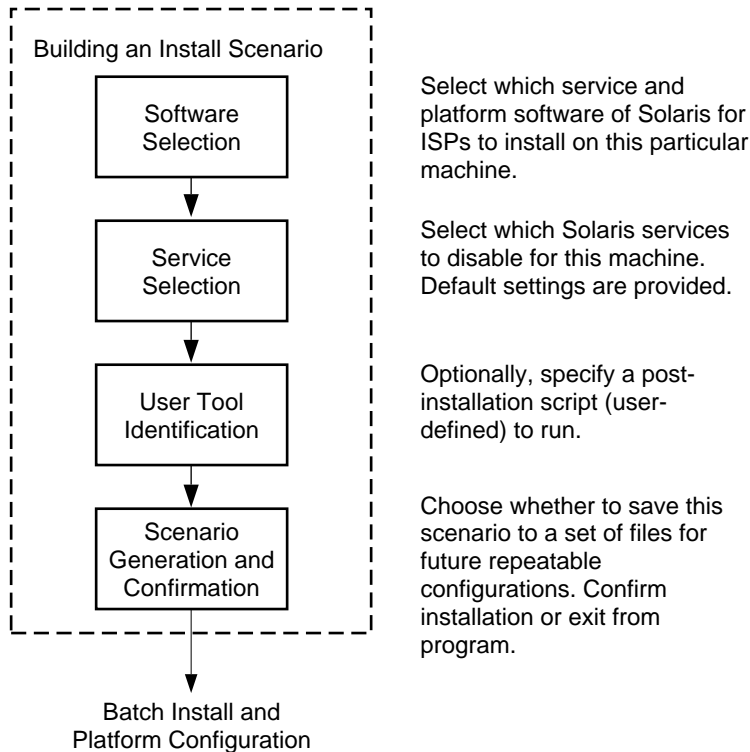 Building an Install Scenario
Software
Selection
Select which service and
platform software of Solaris for
ISPs to install on this particular
machine.
Service
Selection
Select which Solaris services
to disable for this machine.
Default settings are provided.
User Tool
Identification
Optionally, specify a post-
installation script (user-
defined) to run.
Scenario
Generation and
Confirmation
Choose whether to save this
scenario to a set of files for
future repeatable
configurations. Confirm
installation or exit from
program.
Batch Install and
Platform Configuration